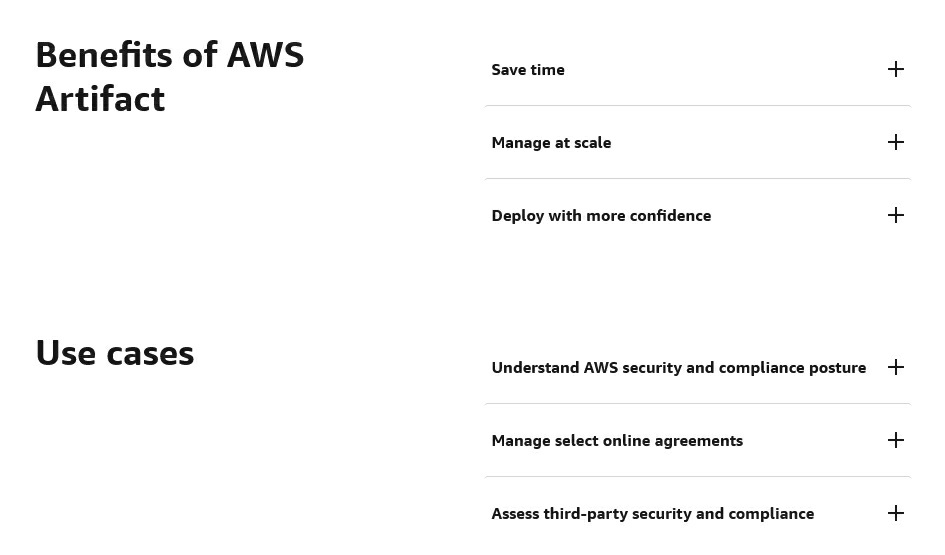 Benefits of AWS
Artifact
Save time
Manage at scale
Deploy with more confidence
Use cases
Understand AWS security and compliance posture
Manage select online agreements
Assess third-party security and compliance